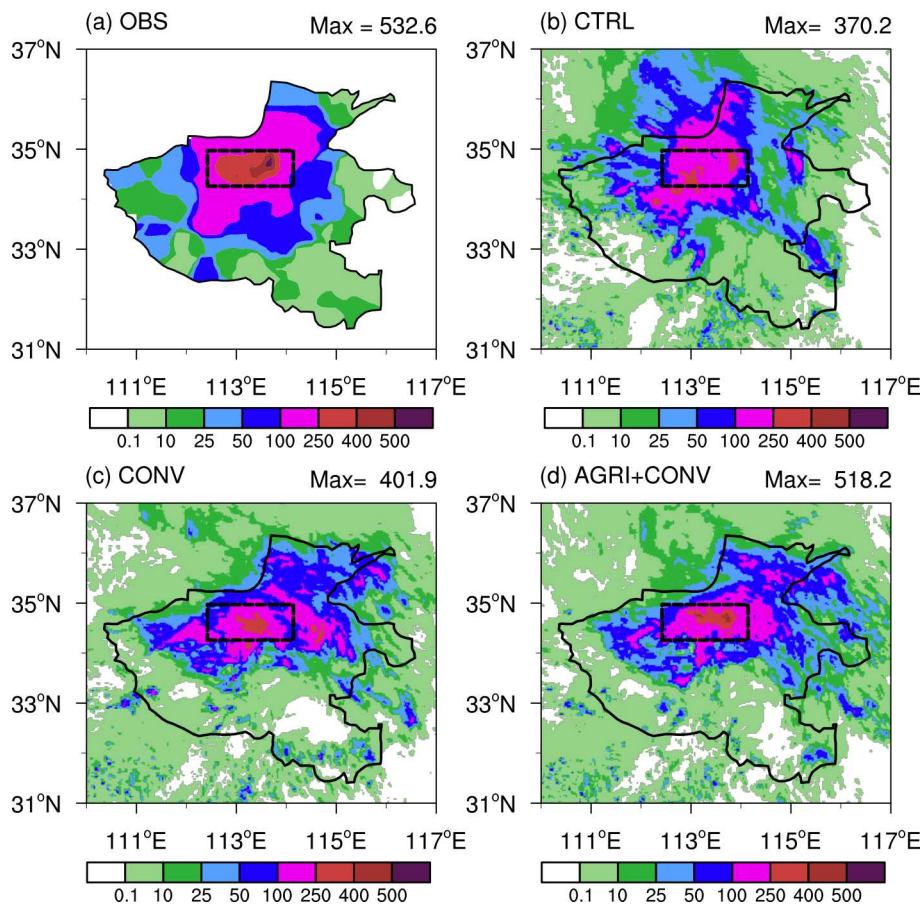 (a) OBS Max = 532.6
(b) CTRL Max= 370.2
37°N 37°N
35°N 35°N
33°N 33°N
31°N 31°N
111°E 113°E 115°E 117°E 111°E 113°E 115°E 117°E
0.1 10 25 50 100 250 400 500 0.1 10 25 50 100 250 400 500
(c) CONV Max= 401.9
(d) AGRI+CONV Max= 518.2
37°N 37°N
35°N 35°N
33°N 33°N
31°N 31°N
111°E 113°E 115°E 117°E 111°E 113°E 115°E 117°E
0.1 10 25 50 100 250 400 500 0.1 10 25 50 100 250 400 500